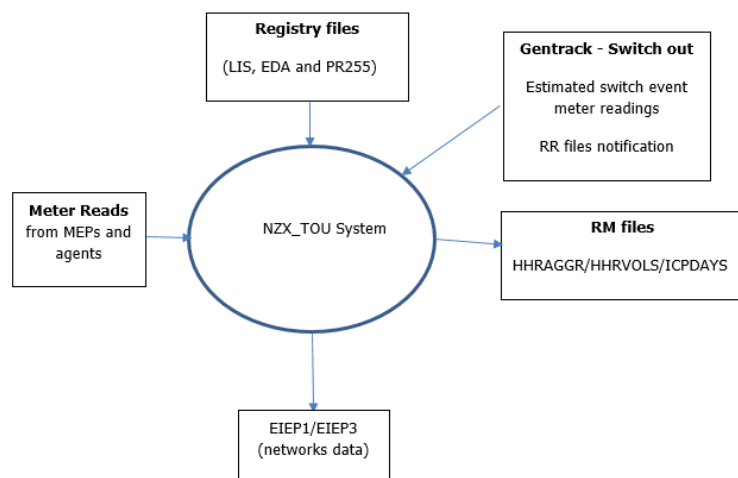 Registry files
(LIS, EDA and PR255)
Gentrack - Switch out
Estimated switch event
meter readings
RR files notification
Meter Reads
from MEPs and
agents
NZX_TOU System
RM files
HHRAGGR/HHRVOLS/ICPDAYS
EIEP1/EIEP3
(networks data)